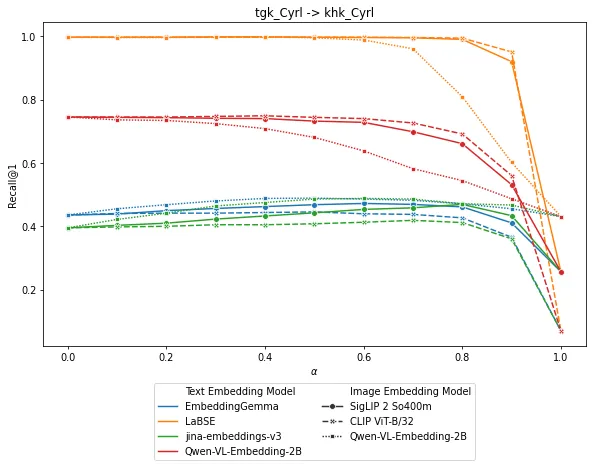 tgk_Cyrl -> khk_Cyrl
1.0
0.8
0.6
0.4
0.2
Recall@1
0.0 0.2 0.4 0.6 0.8 1.0
α
Text Embedding Model Image Embedding Model
EmbeddingGemma SigLIP 2 So400m
LaBSE CLIP ViT-B/32
jina-embeddings-v3 Qwen-VL-Embedding-2B
Qwen-VL-Embedding-2B